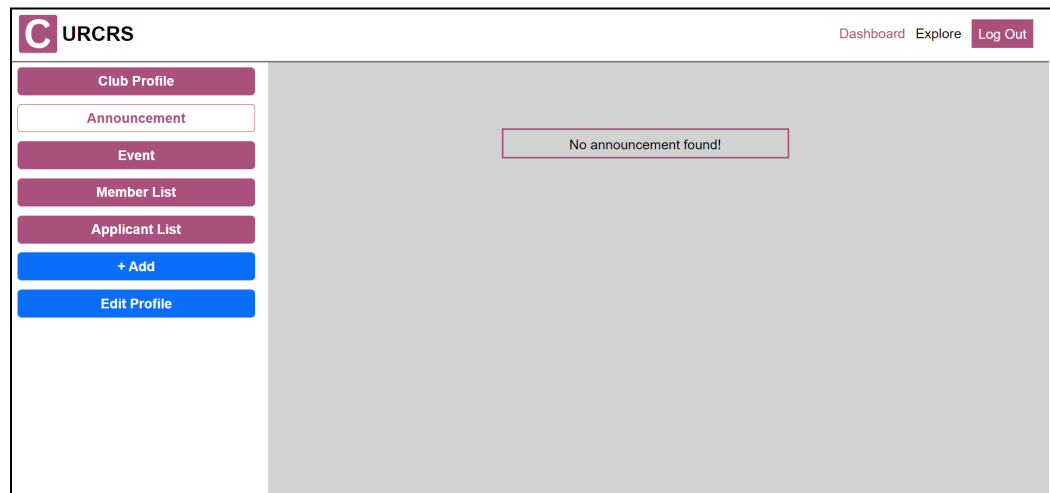 C URCRS
Dashboard Explore Log Out
Club Profile
Announcement
Event
Member List
Applicant List
+ Add
Edit Profile
No announcement found!